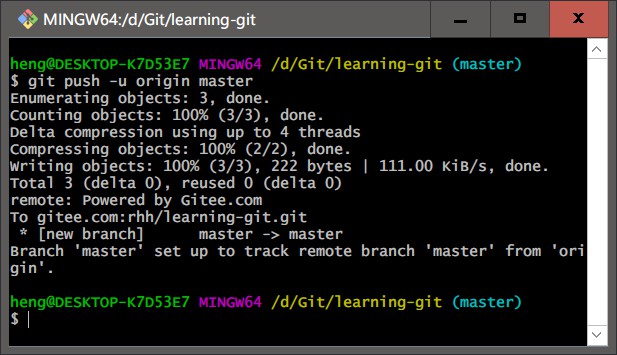 MINGW64:/d/Git/learning-git
heng@DESKTOP-K7D53E7 MINGW64 /d/Git/learning-git (master)
$ git push -u origin master
Enumerating objects: 3, done.
Counting objects: 100% (3/3), done.
Delta compression using up to 4 threads
Compressing objects: 100% (2/2), done.
Writing objects: 100% (3/3), 222 bytes | 111.00 KiB/s, done.
Total 3 (delta 0), reused 0 (delta 0)
remote: Powered by Gitee.com
To gitee.com:rhh/learning-git.git
 * [new branch]      master -> master
Branch 'master' set up to track remote branch 'master' from 'ori
gin'.
heng@DESKTOP-K7D53E7 MINGW64 /d/Git/learning-git (master)
$